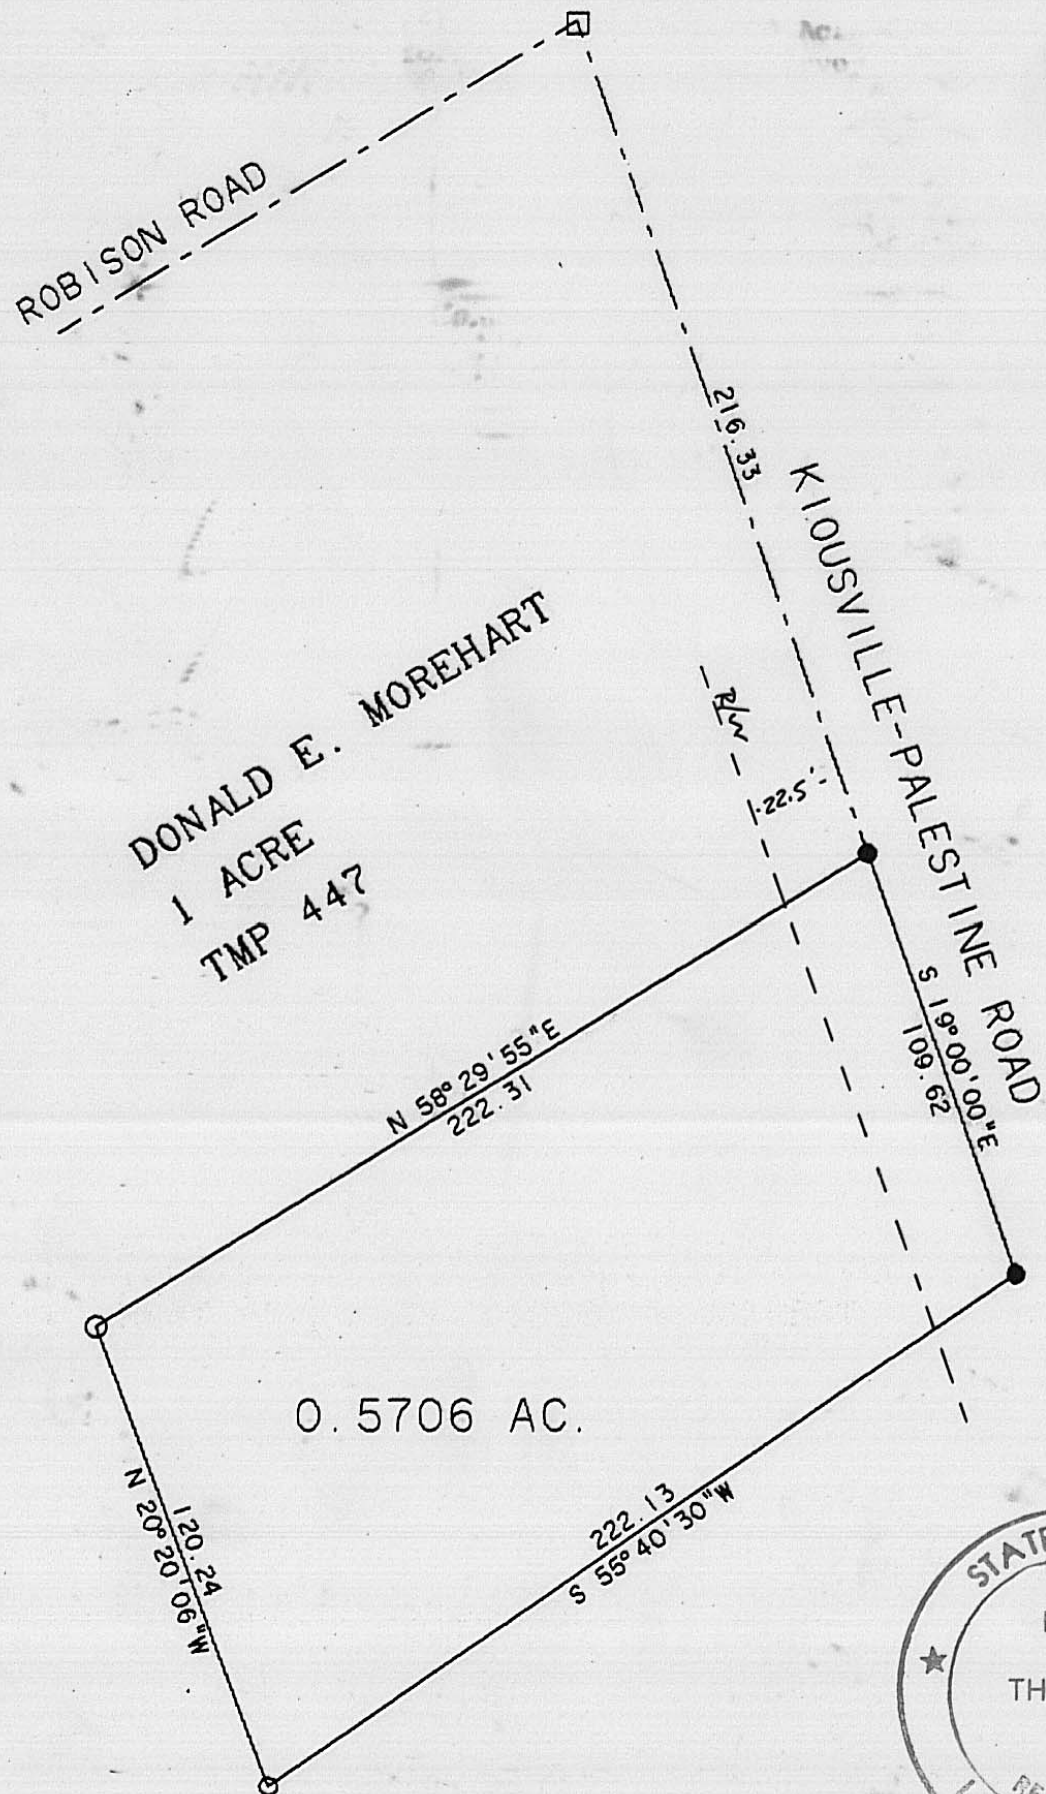 ROBISON ROAD
216.33
KIOUSVILLE-PALESTINE ROAD
DONALD E. MOREHART
1 ACRE
TMP 447
R/W
22.5'
S 19°00'00"E
109.62
N 58°29'55"E
222.31
0.5706 AC.
N 20°20'06"W
120.24
222.13
S 55°40'30"W
STATE
TH